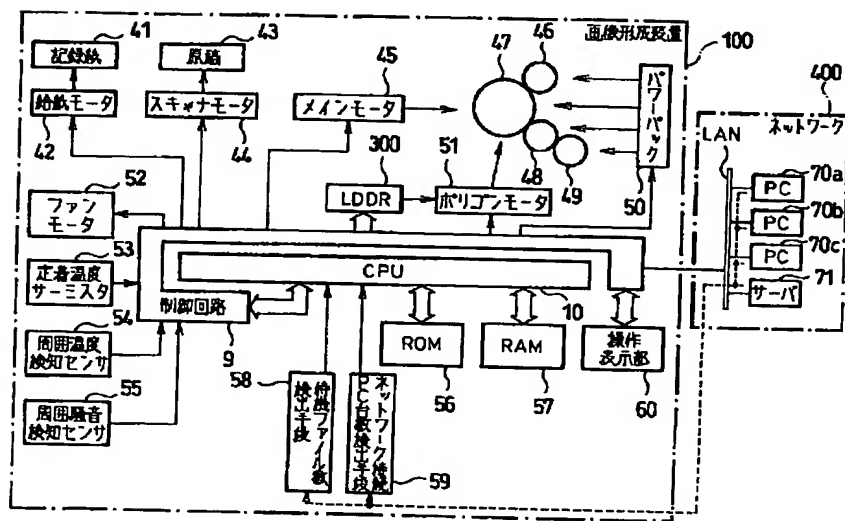 画像形成装置
100
41
記録紙
給紙モータ
42
43
原稿
スキャナモータ
44
45
メインモータ
46
47
48
49
パワーパック
50
300
LDDR
51
ポリゴンモータ
52
ファン
モータ
53
定着温度
サーミスタ
54
周囲温度
検知センサ
55
周囲騒音
検知センサ
CPU
10
制御回路
9
58
待機ファイル数
検出手段
ネットワーク接続
PC台数検出手段
59
ROM
56
RAM
57
操作
表示部
60
400
ネットワーク
LAN
70a
PC
70b
PC
70c
PC
71
サーバ